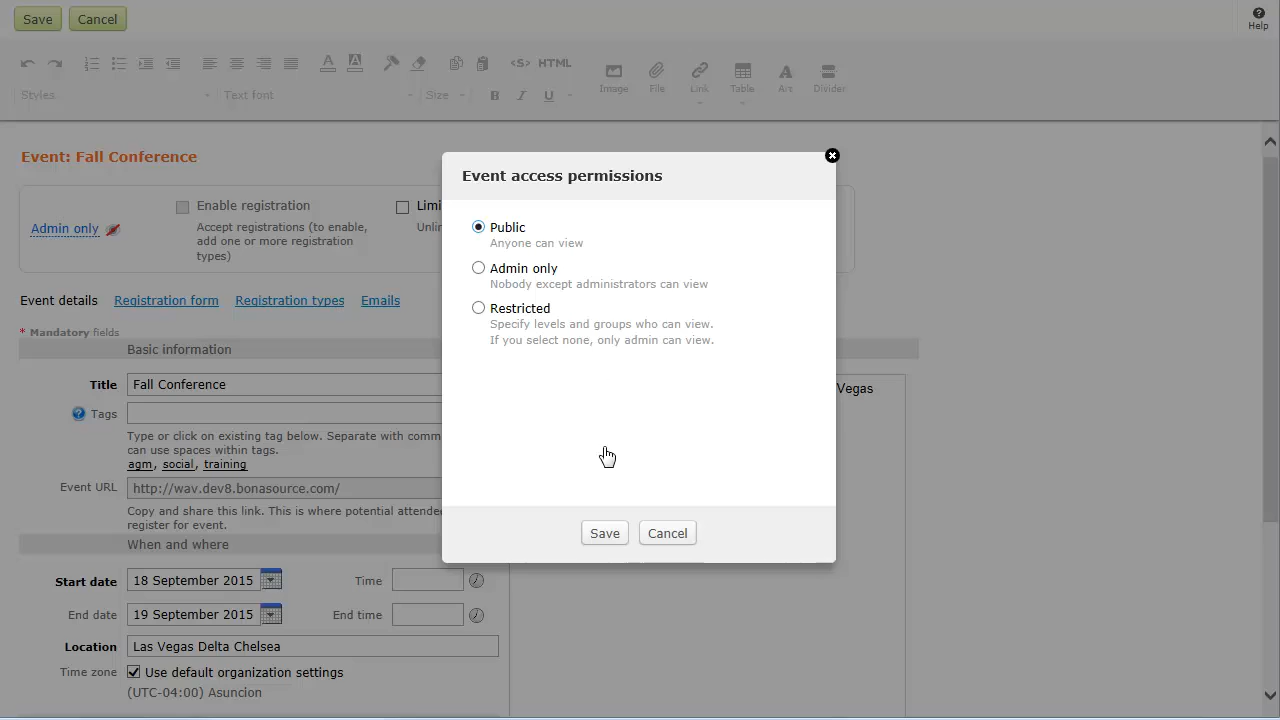 Save Cancel
Help
<S> HTML
Image File Link Table Art Divider
Styles Text font Size B I U
Event: Fall Conference
Admin only
Enable registration
Accept registrations (to enable,
add one or more registration
types)
Event details Registration form Registration types Emails
* Mandatory fields
Basic information
Title Fall Conference
Vegas
? Tags
Type or click on existing tag below. Separate with comm
can use spaces within tags.
agm, social, training
Event URL http://wav.dev8.bonasource.com/
Copy and share this link. This is where potential attended
register for event.
When and where
Start date 18 September 2015 Time
End date 19 September 2015 End time
Location Las Vegas Delta Chelsea
Time zone Use default organization settings
(UTC-04:00) Asuncion
Event access permissions
Public
Anyone can view
Admin only
Nobody except administrators can view
Restricted
Specify levels and groups who can view.
If you select none, only admin can view.
Save Cancel